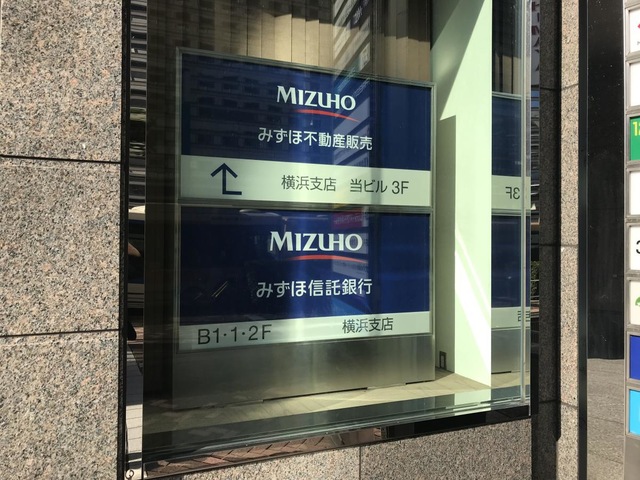 MIZUHO
みずほ不動産販売
横浜支店 当ビル 3F
MIZUHO
みずほ信託銀行
B1・1・2F 横浜支店